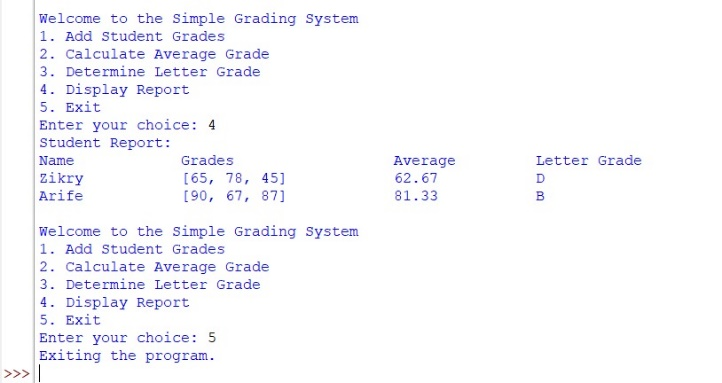 Welcome to the Simple Grading System
1. Add Student Grades
2. Calculate Average Grade
3. Determine Letter Grade
4. Display Report
5. Exit
Enter your choice: 4
Student Report:
Name Grades Average Letter Grade
Zikry [65, 78, 45] 62.67 D
Arife [90, 67, 87] 81.33 B

Welcome to the Simple Grading System
1. Add Student Grades
2. Calculate Average Grade
3. Determine Letter Grade
4. Display Report
5. Exit
Enter your choice: 5
Exiting the program.
>>>